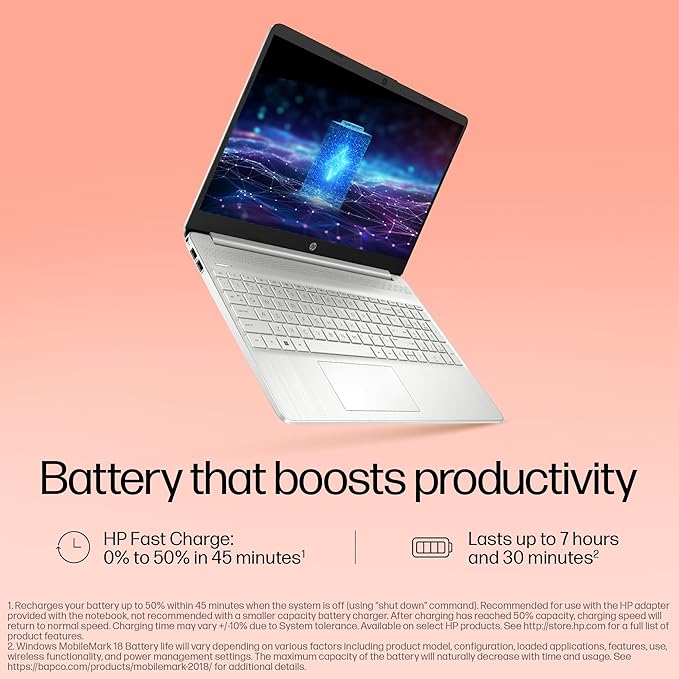 hp
Battery that boosts productivity
HP Fast Charge:
0% to 50% in 45 minutes¹
Lasts up to 7 hours
and 30 minutes²
1. Recharges your battery up to 50% within 45 minutes when the system is off (using “shut down” command). Recommended for use with the HP adapter
provided with the notebook, not recommended with a smaller capacity battery charger. After charging has reached 50% capacity, charging speed will
return to normal speed. Charging time may vary +/-10% due to System tolerance. Available on select HP products. See http://store.hp.com for a full list of
product features.
2. Windows MobileMark 18 Battery life will vary depending on various factors including product model, configuration, loaded applications, features, use,
wireless functionality, and power management settings. The maximum capacity of the battery will naturally decrease with time and usage. See
https://bapco.com/products/mobilemark-2018/ for additional details.